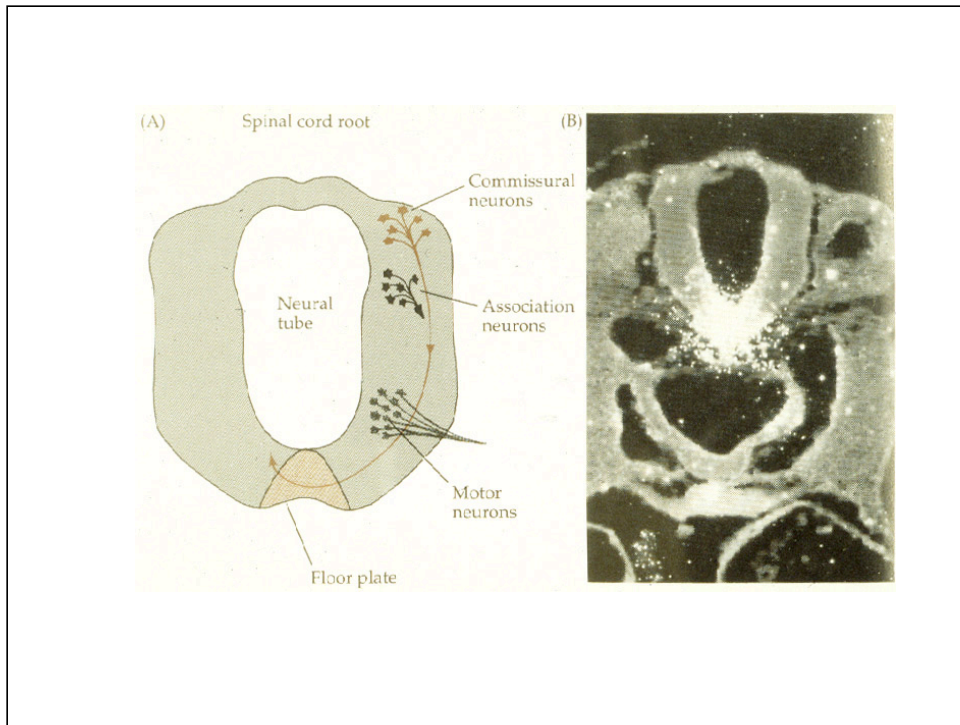 (A)
Spinal cord root
(B)
Commissural
neurons
Neural
tube
Association
neurons
Motor
neurons
Floor plate